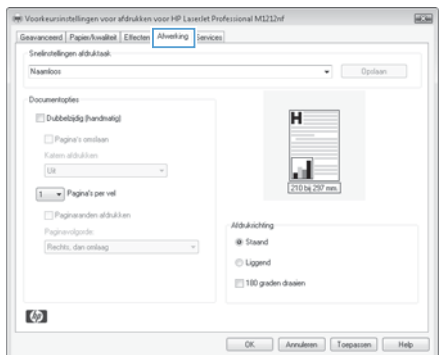 Voorkeursinstellingen voor afdrukken voor HP LaserJet Professional M1212nf
Geavanceerd Papier/kwaliteit Effecten Afwerking Services
Snelinstellingen afdruktaak
Naamloos Opslaan
Documentopties
Dubbelzijdig (handmatig)
Pagina's omslaan
Katern afdrukken
Uit
1 Pagina's per vel
Paginaranden afdrukken
Paginavolgorde:
Rechts, dan omlaag
H
210 bij 297 mm.
Afdrukrichting
Staand
Liggend
180 graden draaien
hp
OK Annuleren Toepassen Help